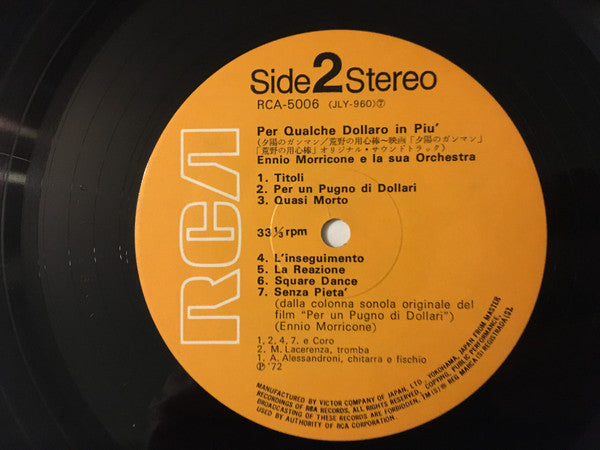 Side 2 Stereo
RCA-5006 (JLY-960)⑦
RCA
Per Qualche Dollaro in Piu'
(夕陽のガンマン/荒野の用心棒〜映画「夕陽のガンマン」
「荒野の用心棒」オリジナル・サウンドトラック)
Ennio Morricone e la sua Orchestra
1. Titoli
2. Per un Pugno di Dollari
3. Quasi Morto
33⅓ rpm
4. L'inseguimento
5. La Reazione
6. Square Dance
7. Senza Pieta'
(dalla colonna sonola originale del
film "Per un Pugno di Dollari")
(Ennio Morricone)
1, 2, 4, 7. e Coro
2. M. Lacerenza, tromba
1. A. Alessandroni, chitarra e fischio
Ⓟ '72
MANUFACTURED BY VICTOR COMPANY OF JAPAN, LTD. YOKOHAMA, JAPAN FROM MASTER
RECORDINGS OF RCA RECORDS, ALL RIGHTS RESERVED. COPYING, PUBLIC PERFORMANCE,
BROADCASTING OF THESE RECORDS ARE FORBIDDEN. TM(S)® REG MARCA(S) REGISTRADA(S).
USED BY AUTHORITY OF RCA CORPORATION.